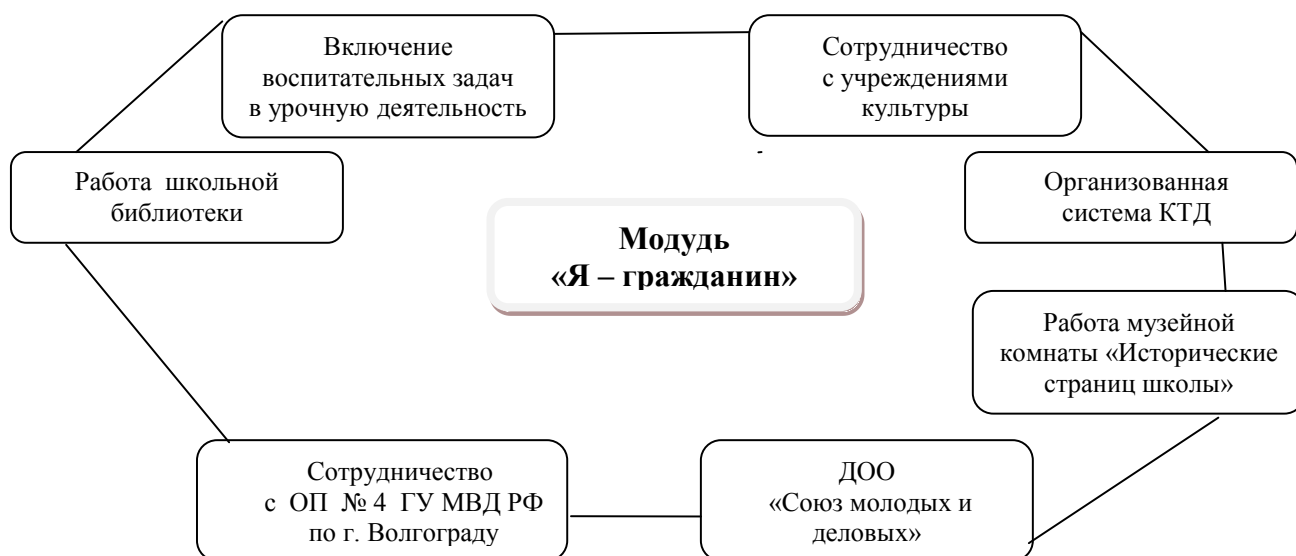 Включение
воспитательных задач
в урочную деятельность
Сотрудничество
с учреждениями
культуры
Работа школьной
библиотеки
Организованная
система КТД
Модудь
«Я – гражданин»
Работа музейной
комнаты «Исторические
страниц школы»
Сотрудничество
с ОП № 4 ГУ МВД РФ
по г. Волгограду
ДОО
«Союз молодых и
деловых»